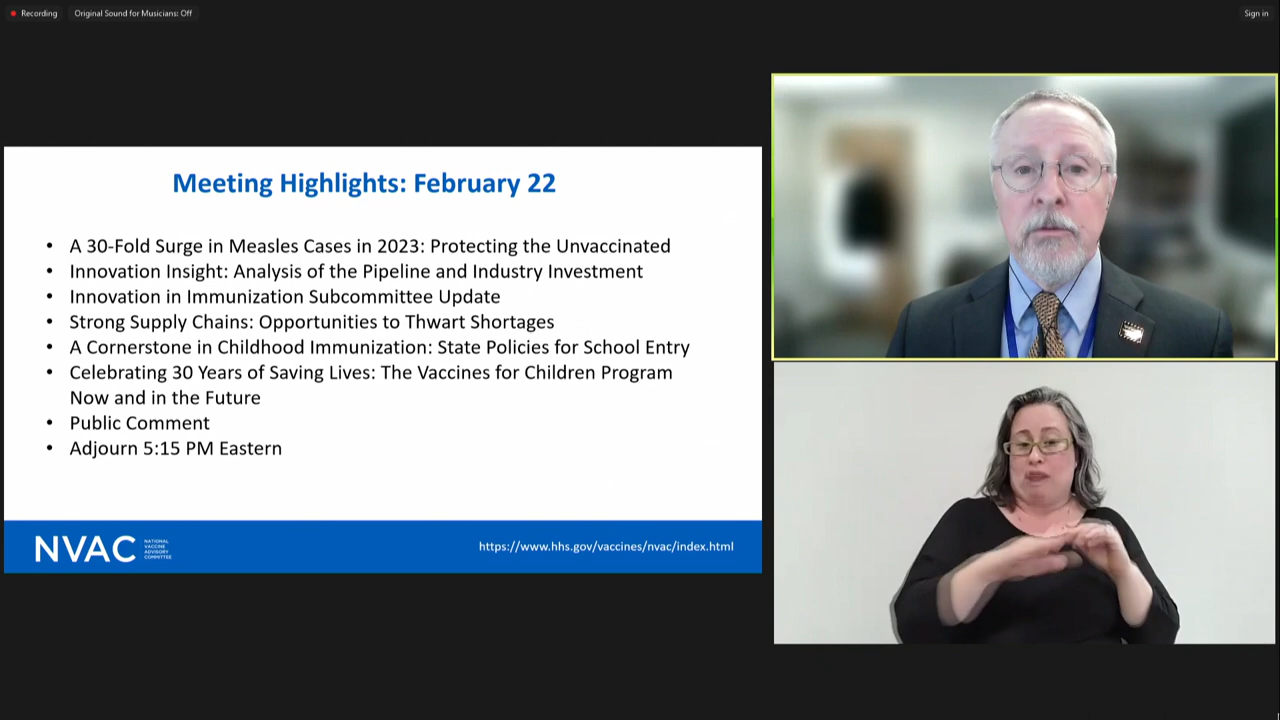 Recording
Original Sound for Musicians: Off
Sign in
Meeting Highlights: February 22
• A 30-Fold Surge in Measles Cases in 2023: Protecting the Unvaccinated
• Innovation Insight: Analysis of the Pipeline and Industry Investment
• Innovation in Immunization Subcommittee Update
• Strong Supply Chains: Opportunities to Thwart Shortages
• A Cornerstone in Childhood Immunization: State Policies for School Entry
• Celebrating 30 Years of Saving Lives: The Vaccines for Children Program
Now and in the Future
• Public Comment
• Adjourn 5:15 PM Eastern
NVAC
NATIONAL
VACCINE
ADVISORY
COMMITTEE
https://www.hhs.gov/vaccines/nvac/index.html